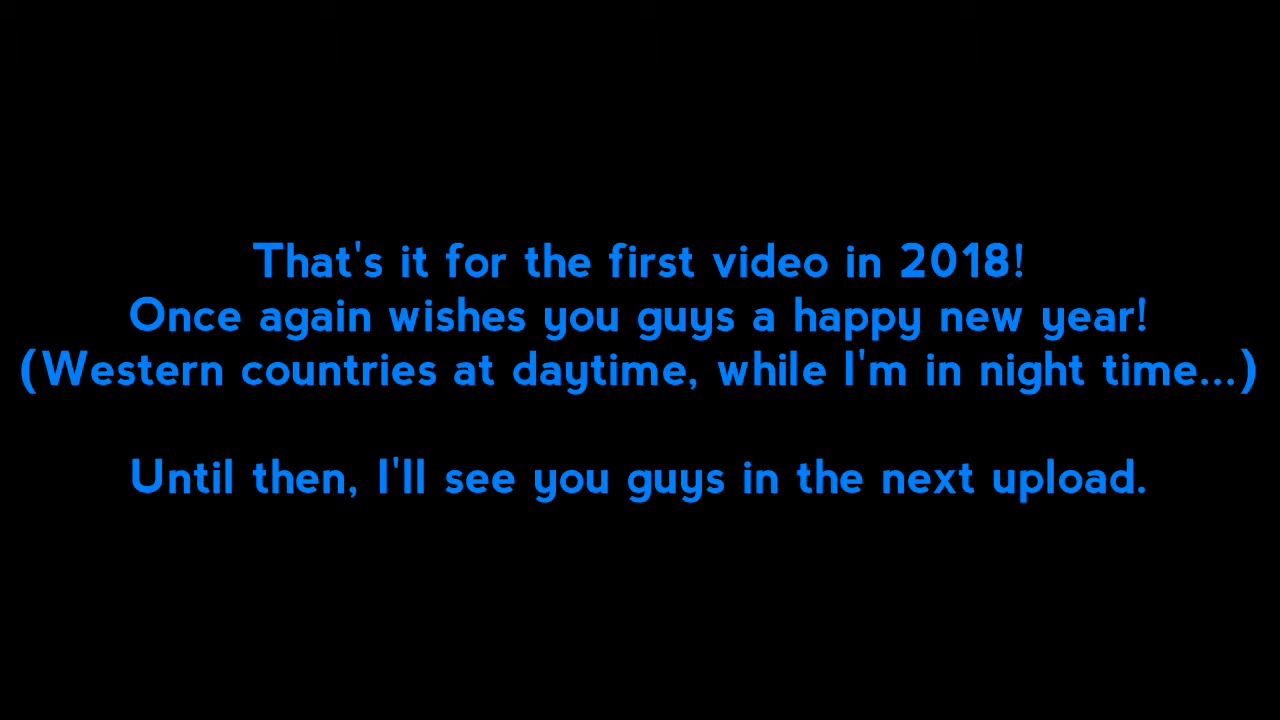 That's it for the first video in 2018!
Once again wishes you guys a happy new year!
(Western countries at daytime, while I'm in night time...)
Until then, I'll see you guys in the next upload.